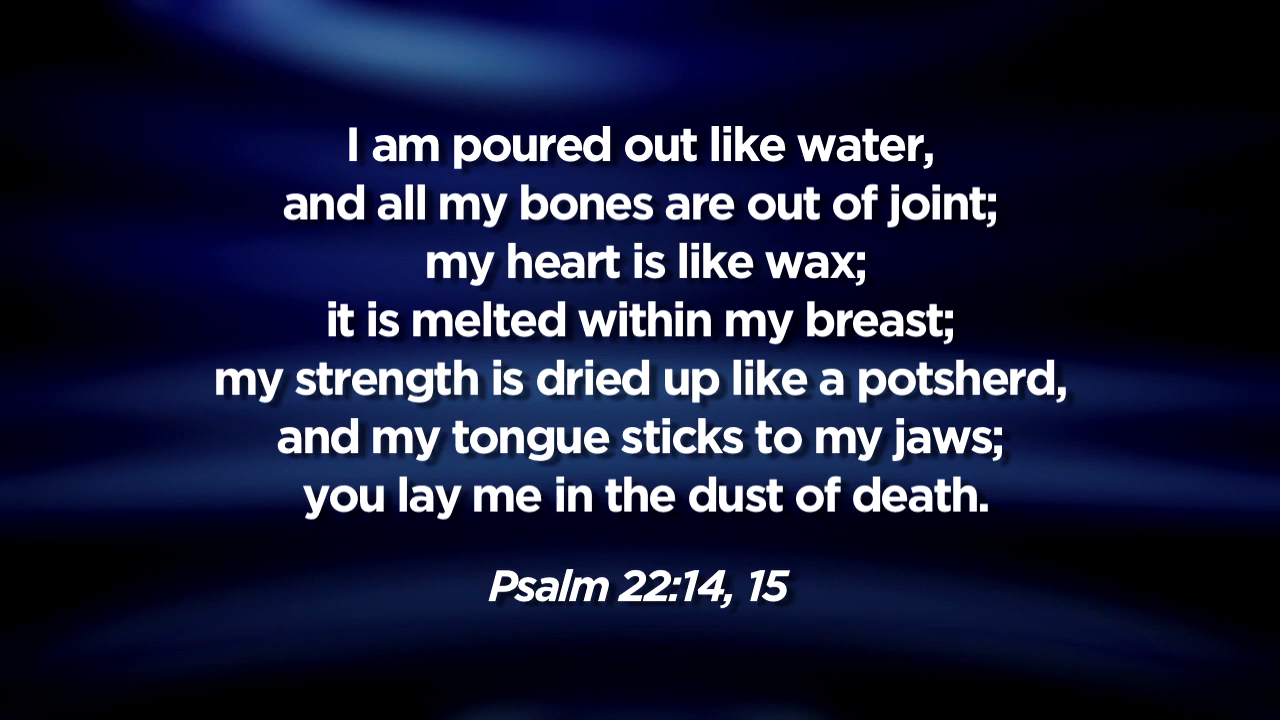 I am poured out like water,
and all my bones are out of joint;
my heart is like wax;
it is melted within my breast;
my strength is dried up like a potsherd,
and my tongue sticks to my jaws;
you lay me in the dust of death.
Psalm 22:14, 15